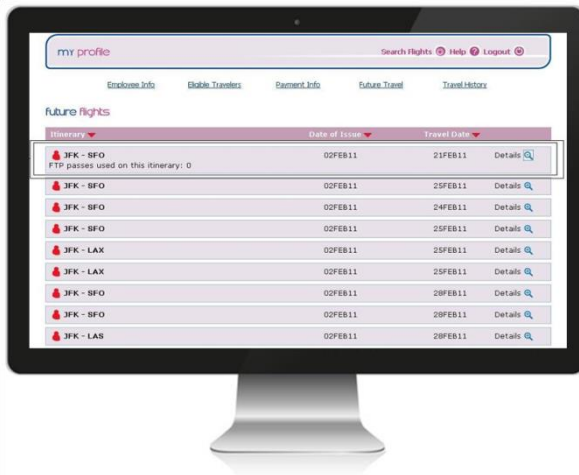 my profile
Search Flights Help Logout
Employee Info Eligible Travelers Payment Info Future Travel Travel History
future flights
Itinerary Date of Issue Travel Date
JFK - SFO 02FEB11 21FEB11 Details
FTP passes used on this itinerary: 0
JFK - SFO 02FEB11 25FEB11 Details
JFK - SFO 02FEB11 24FEB11 Details
JFK - SFO 02FEB11 25FEB11 Details
JFK - LAX 02FEB11 25FEB11 Details
JFK - LAX 02FEB11 25FEB11 Details
JFK - SFO 02FEB11 28FEB11 Details
JFK - SFO 02FEB11 28FEB11 Details
JFK - LAS 02FEB11 28FEB11 Details